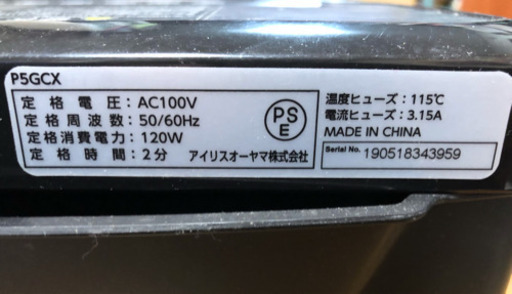 P5GCX
定格電圧：AC100V
定格周波数：50/60Hz
定格消費電力：120W
定格時間：2分
PS
E
アイリスオーヤマ株式会社
温度ヒューズ：115℃
電流ヒューズ：3.15A
MADE IN CHINA
Serial No. 190518343959